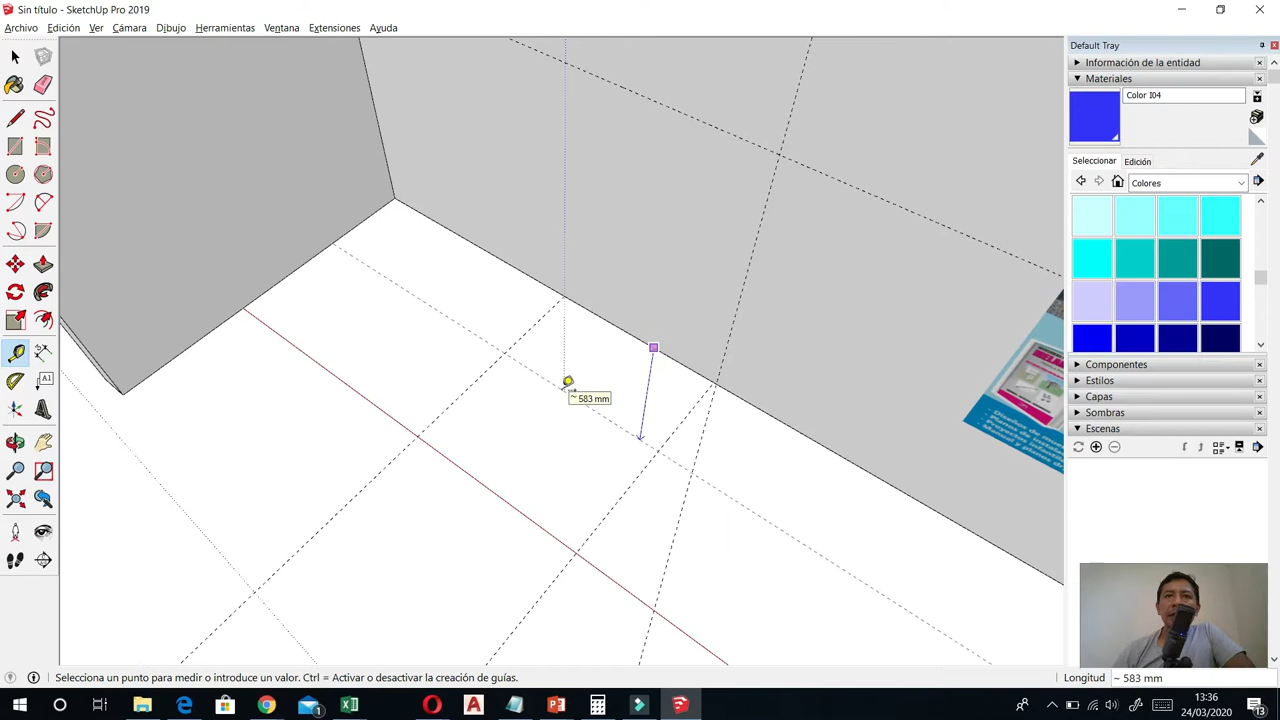 Sin título - SketchUp Pro 2019
Archivo Edición Ver Cámara Dibujo Herramientas Ventana Extensiones Ayuda
Default Tray
Información de la entidad
Materiales
Color I04
Seleccionar Edición
Colores
Componentes
Estilos
Capas
Sombras
Escenas
~ 583 mm
Selecciona un punto para medir o introduce un valor. Ctrl = Activar o desactivar la creación de guías.
Longitud ~ 583 mm
13:36
24/03/2020